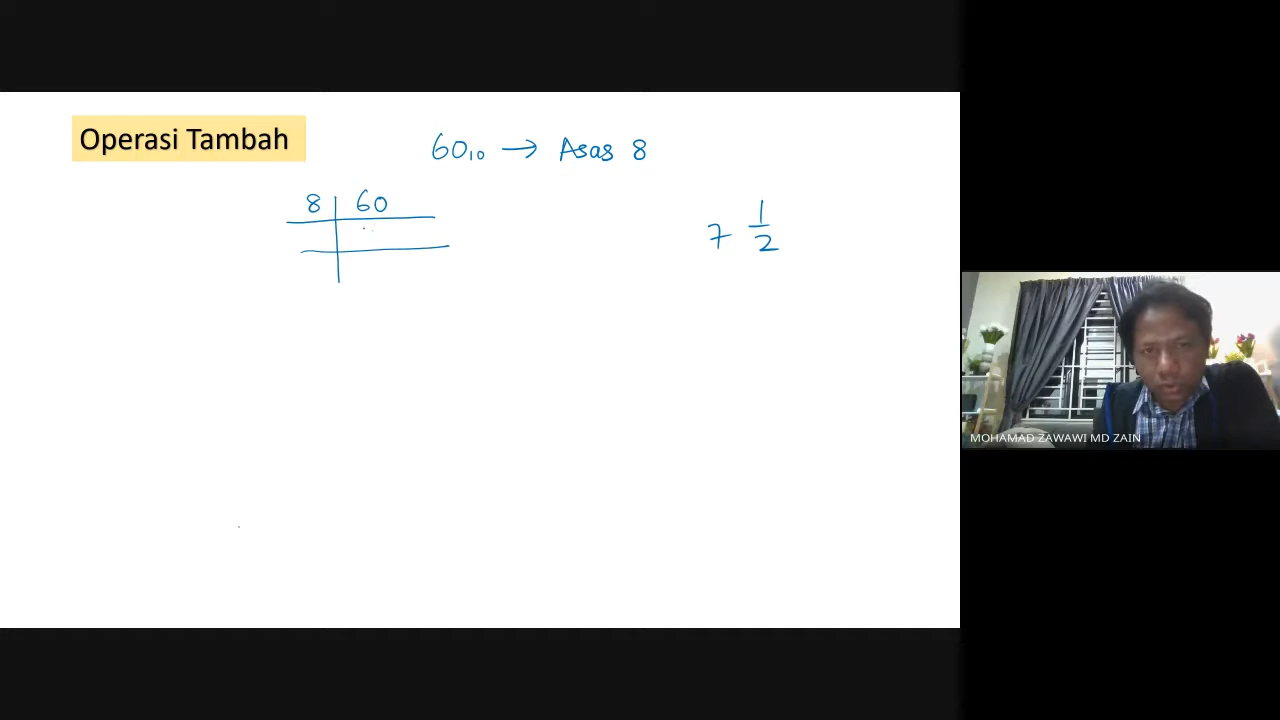 Operasi Tambah
60₁₀ → Asas 8
8 | 60
7 1/2
MOHAMAD ZAWAWI MD ZAIN